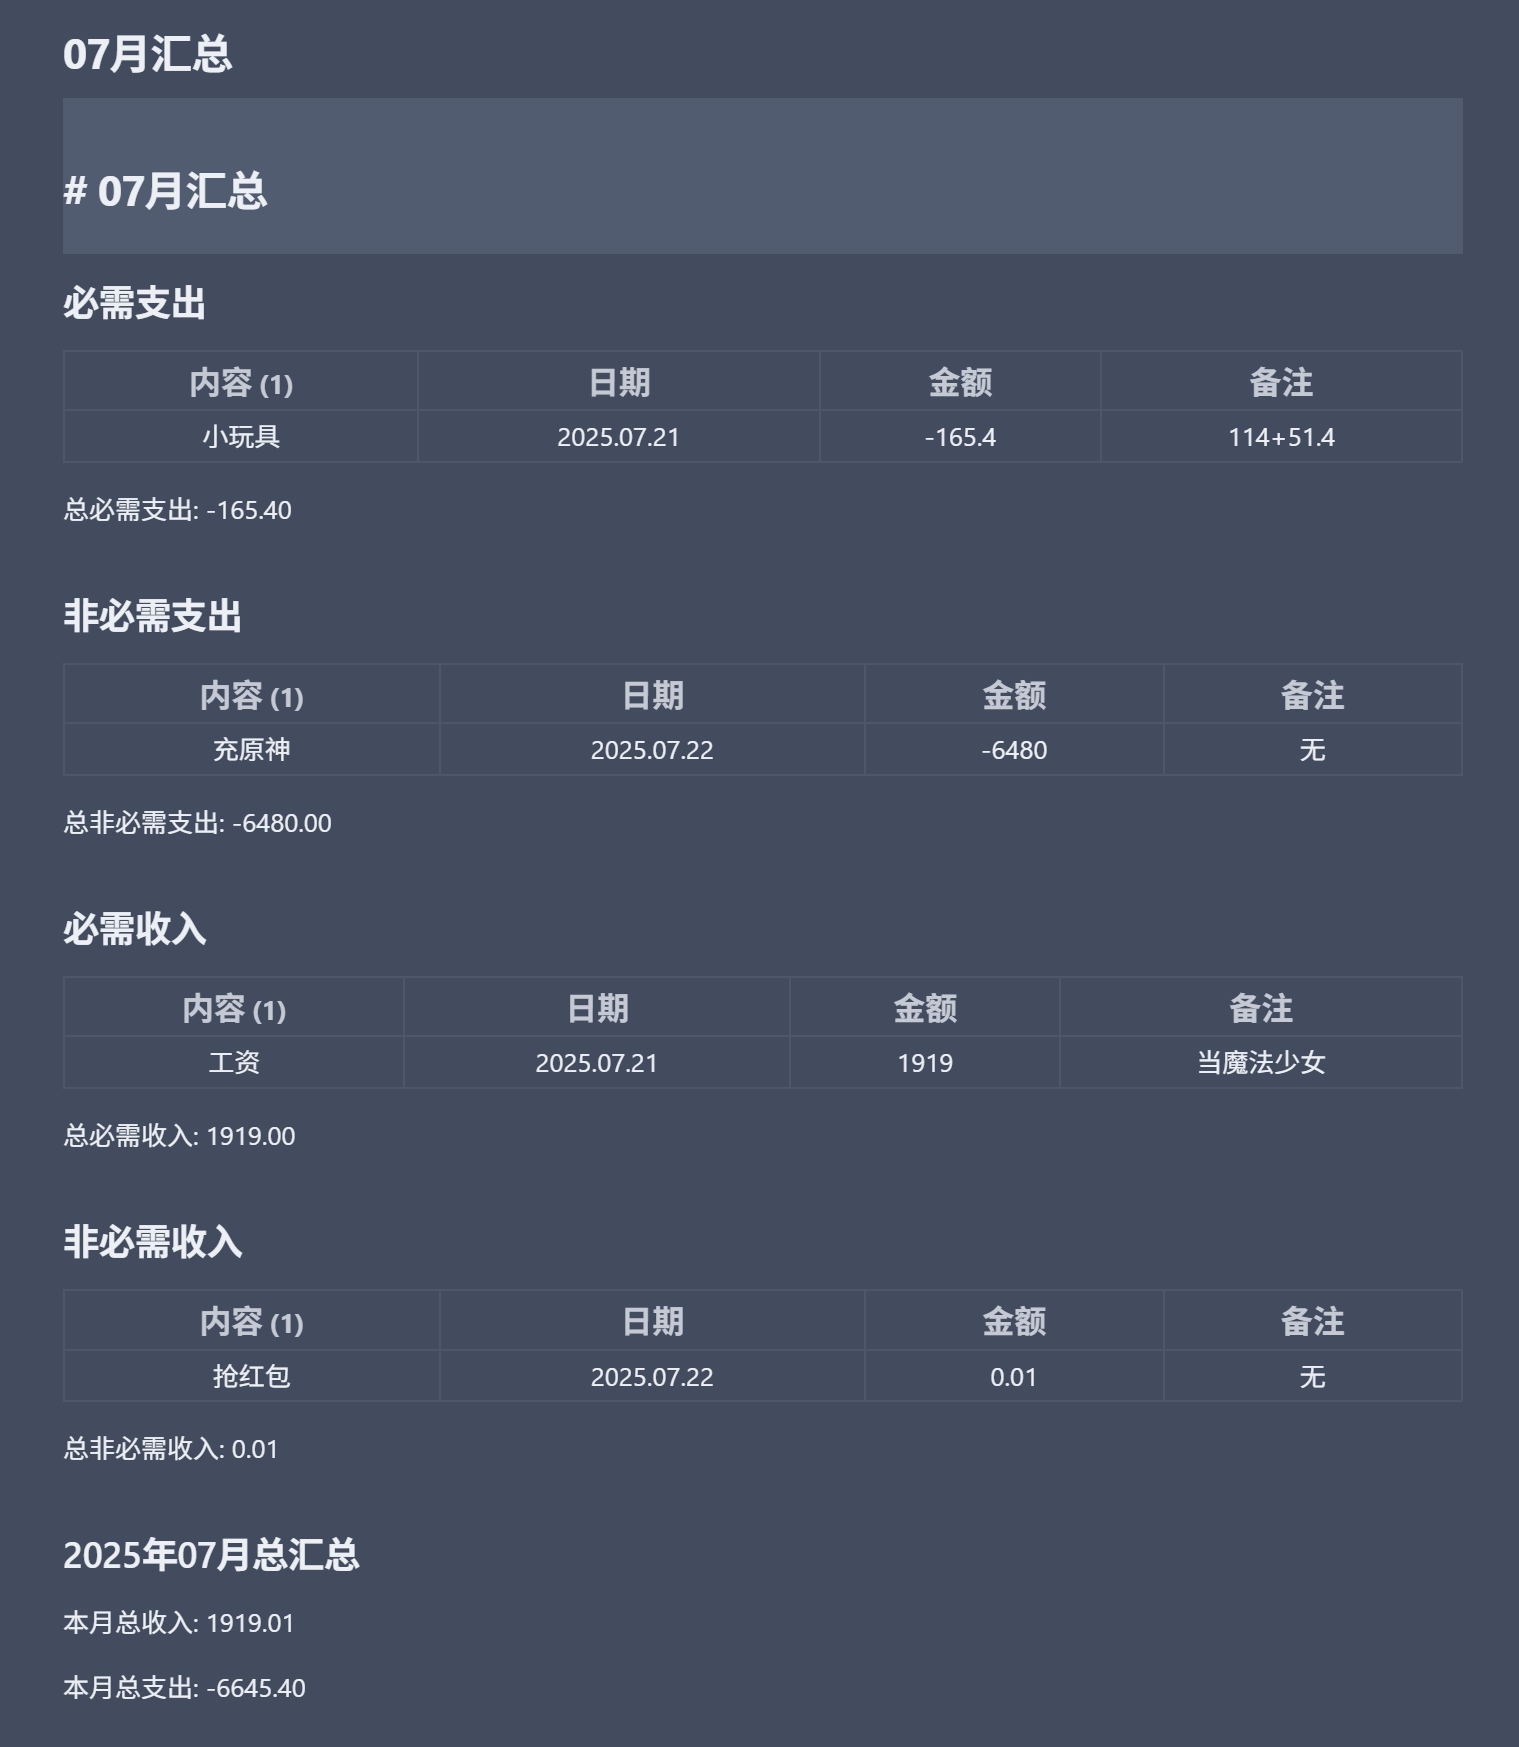 07月汇总
# 07月汇总
必需支出
内容 (1) 日期 金额 备注
小玩具 2025.07.21 -165.4 114+51.4
总必需支出: -165.40
非必需支出
内容 (1) 日期 金额 备注
充原神 2025.07.22 -6480 无
总非必需支出: -6480.00
必需收入
内容 (1) 日期 金额 备注
工资 2025.07.21 1919 当魔法少女
总必需收入: 1919.00
非必需收入
内容 (1) 日期 金额 备注
抢红包 2025.07.22 0.01 无
总非必需收入: 0.01
2025年07月总汇总
本月总收入: 1919.01
本月总支出: -6645.40